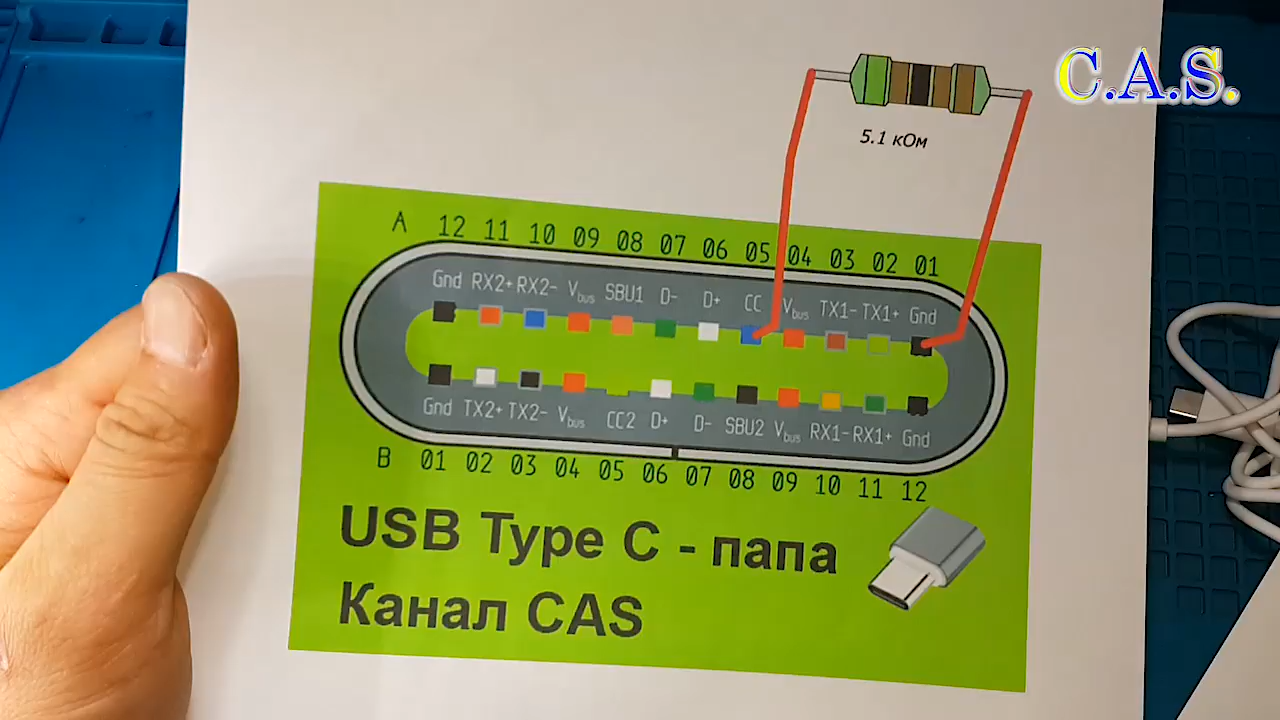 C.A.S.
5.1 кОм
A 12 11 10 09 08 07 06 05 04 03 02 01
Gnd RX2+ RX2- Vbus SBU1 D- D+ CC Vbus TX1- TX1+ Gnd
Gnd TX2+ TX2- Vbus CC2 D+ D- SBU2 Vbus RX1- RX1+ Gnd
B 01 02 03 04 05 06 07 08 09 10 11 12
USB Type C - папа
Канал CAS